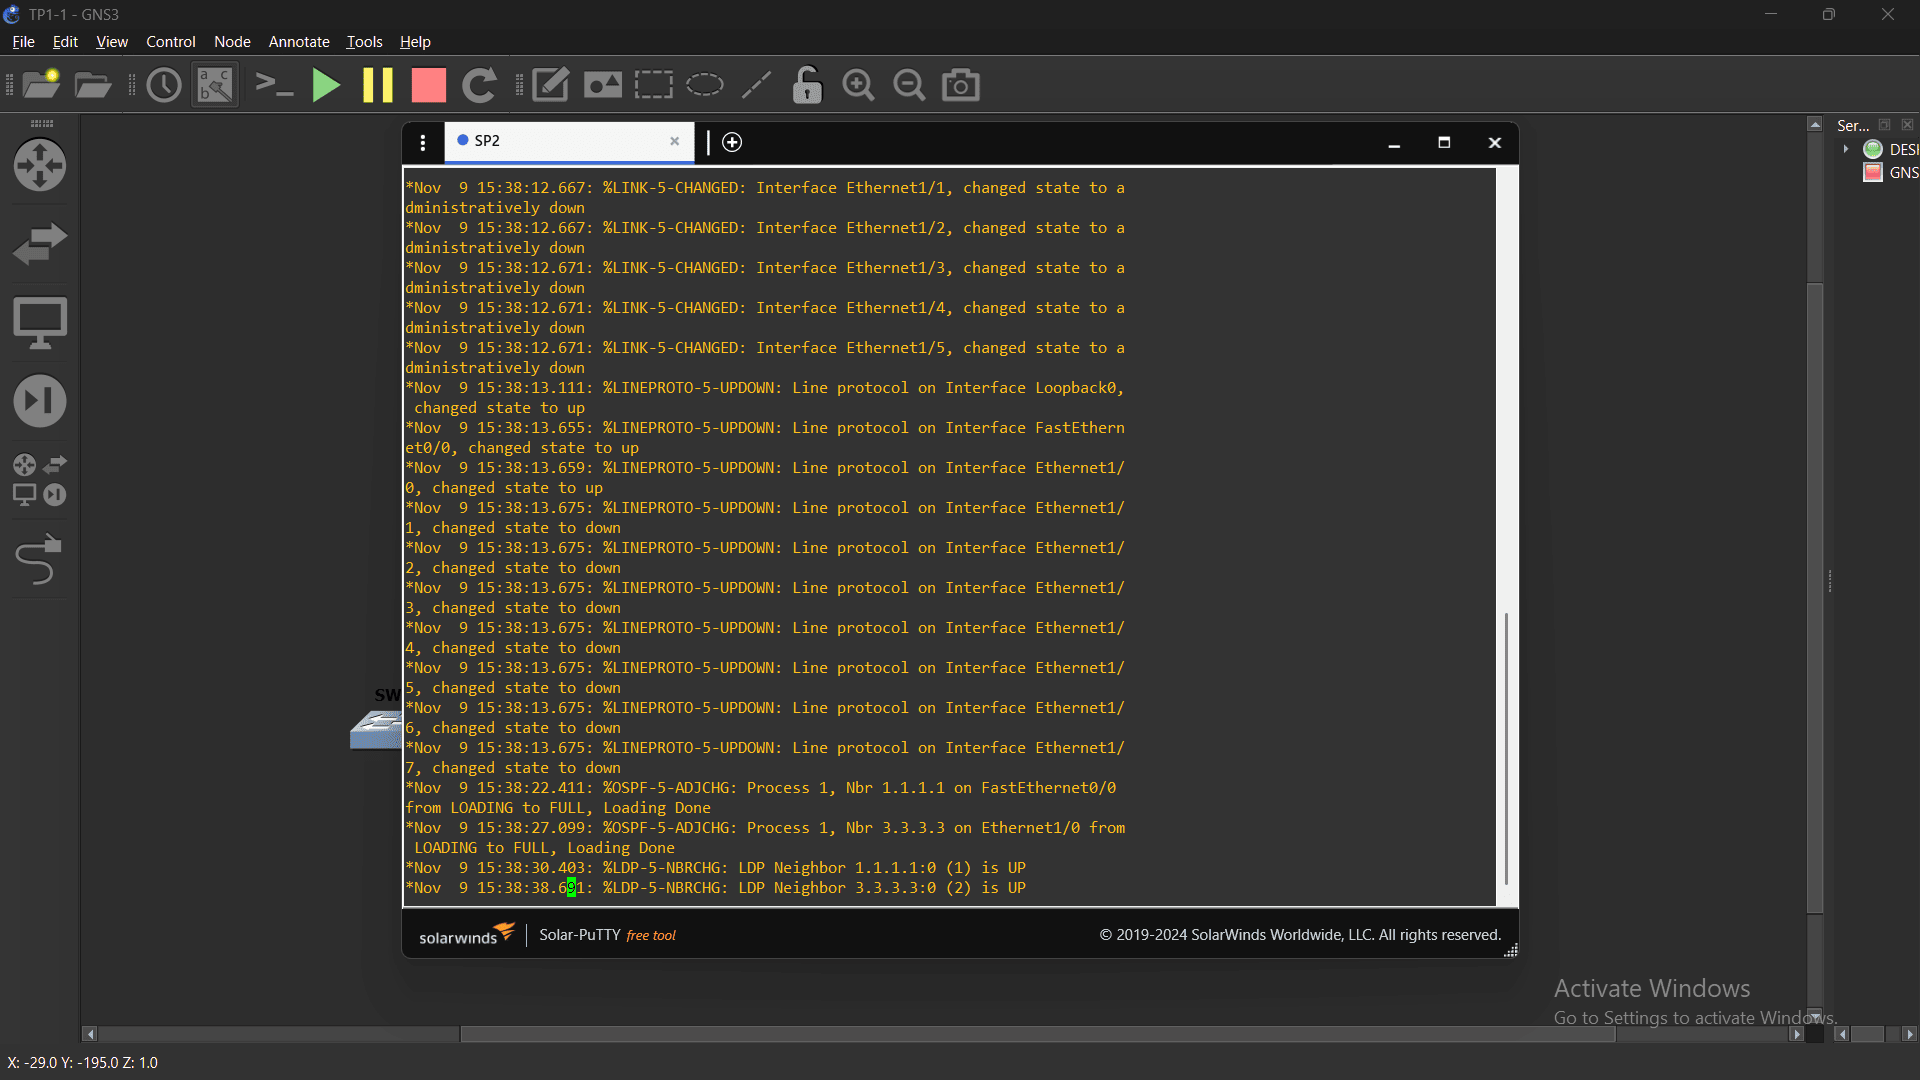 TP1-1 - GNS3
File Edit View Control Node Annotate Tools Help
Ser...
DESI
GNS
SP2
*Nov  9 15:38:12.667: %LINK-5-CHANGED: Interface Ethernet1/1, changed state to a
dministratively down
*Nov  9 15:38:12.667: %LINK-5-CHANGED: Interface Ethernet1/2, changed state to a
dministratively down
*Nov  9 15:38:12.671: %LINK-5-CHANGED: Interface Ethernet1/3, changed state to a
dministratively down
*Nov  9 15:38:12.671: %LINK-5-CHANGED: Interface Ethernet1/4, changed state to a
dministratively down
*Nov  9 15:38:12.671: %LINK-5-CHANGED: Interface Ethernet1/5, changed state to a
dministratively down
*Nov  9 15:38:13.111: %LINEPROTO-5-UPDOWN: Line protocol on Interface Loopback0,
 changed state to up
*Nov  9 15:38:13.655: %LINEPROTO-5-UPDOWN: Line protocol on Interface FastEthern
et0/0, changed state to up
*Nov  9 15:38:13.659: %LINEPROTO-5-UPDOWN: Line protocol on Interface Ethernet1/
0, changed state to up
*Nov  9 15:38:13.675: %LINEPROTO-5-UPDOWN: Line protocol on Interface Ethernet1/
1, changed state to down
*Nov  9 15:38:13.675: %LINEPROTO-5-UPDOWN: Line protocol on Interface Ethernet1/
2, changed state to down
*Nov  9 15:38:13.675: %LINEPROTO-5-UPDOWN: Line protocol on Interface Ethernet1/
3, changed state to down
*Nov  9 15:38:13.675: %LINEPROTO-5-UPDOWN: Line protocol on Interface Ethernet1/
4, changed state to down
*Nov  9 15:38:13.675: %LINEPROTO-5-UPDOWN: Line protocol on Interface Ethernet1/
5, changed state to down
*Nov  9 15:38:13.675: %LINEPROTO-5-UPDOWN: Line protocol on Interface Ethernet1/
6, changed state to down
*Nov  9 15:38:13.675: %LINEPROTO-5-UPDOWN: Line protocol on Interface Ethernet1/
7, changed state to down
*Nov  9 15:38:22.411: %OSPF-5-ADJCHG: Process 1, Nbr 1.1.1.1 on FastEthernet0/0
from LOADING to FULL, Loading Done
*Nov  9 15:38:27.099: %OSPF-5-ADJCHG: Process 1, Nbr 3.3.3.3 on Ethernet1/0 from
 LOADING to FULL, Loading Done
*Nov  9 15:38:30.403: %LDP-5-NBRCHG: LDP Neighbor 1.1.1.1:0 (1) is UP
*Nov  9 15:38:38.691: %LDP-5-NBRCHG: LDP Neighbor 3.3.3.3:0 (2) is UP
SW
solarwinds Solar-PuTTY free tool © 2019-2024 SolarWinds Worldwide, LLC. All rights reserved.
Activate Windows
Go to Settings to activate Windows.
X: -29.0 Y: -195.0 Z: 1.0